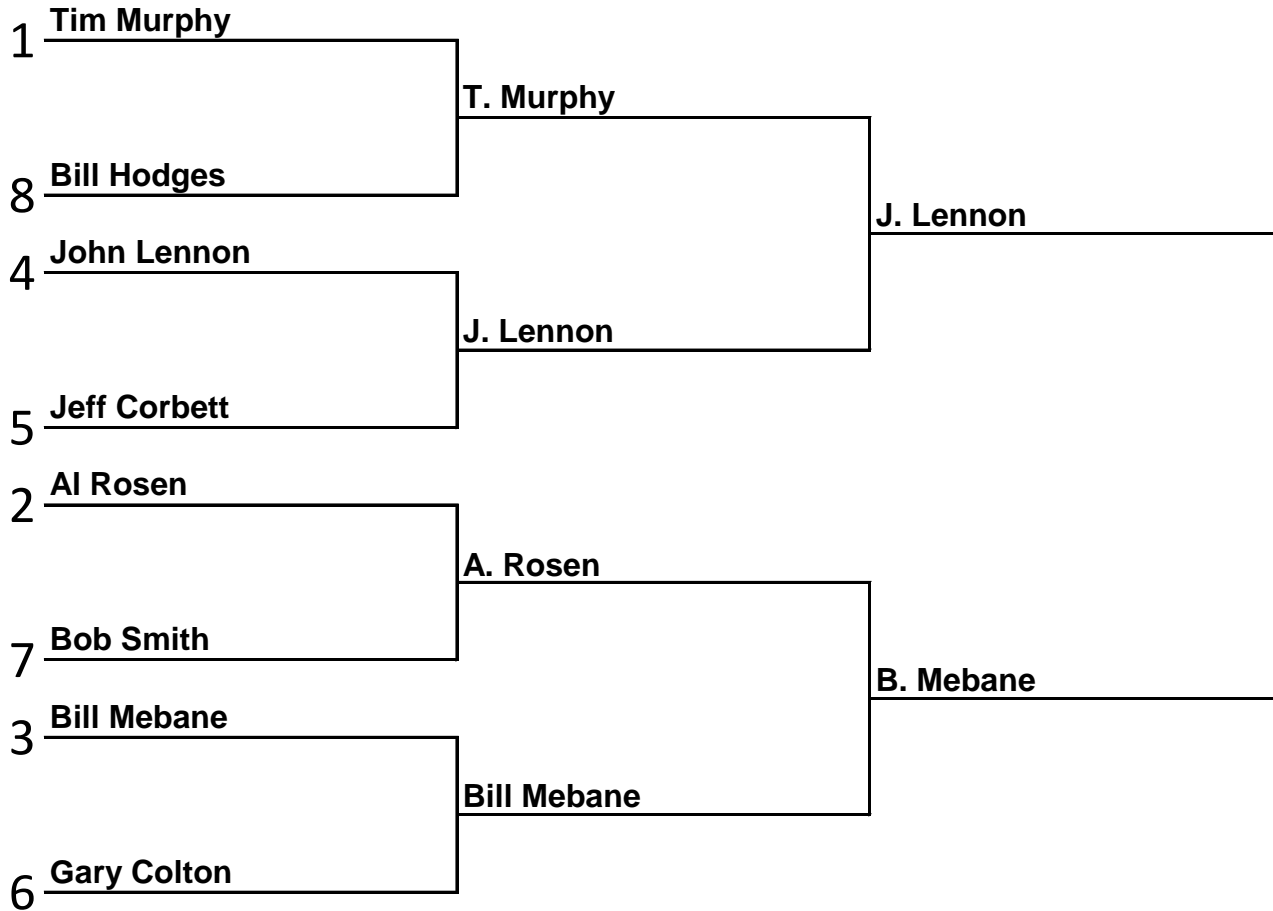 1 Tim Murphy
T. Murphy
8 Bill Hodges
J. Lennon
4 John Lennon
J. Lennon
5 Jeff Corbett
2 Al Rosen
A. Rosen
7 Bob Smith
B. Mebane
3 Bill Mebane
Bill Mebane
6 Gary Colton